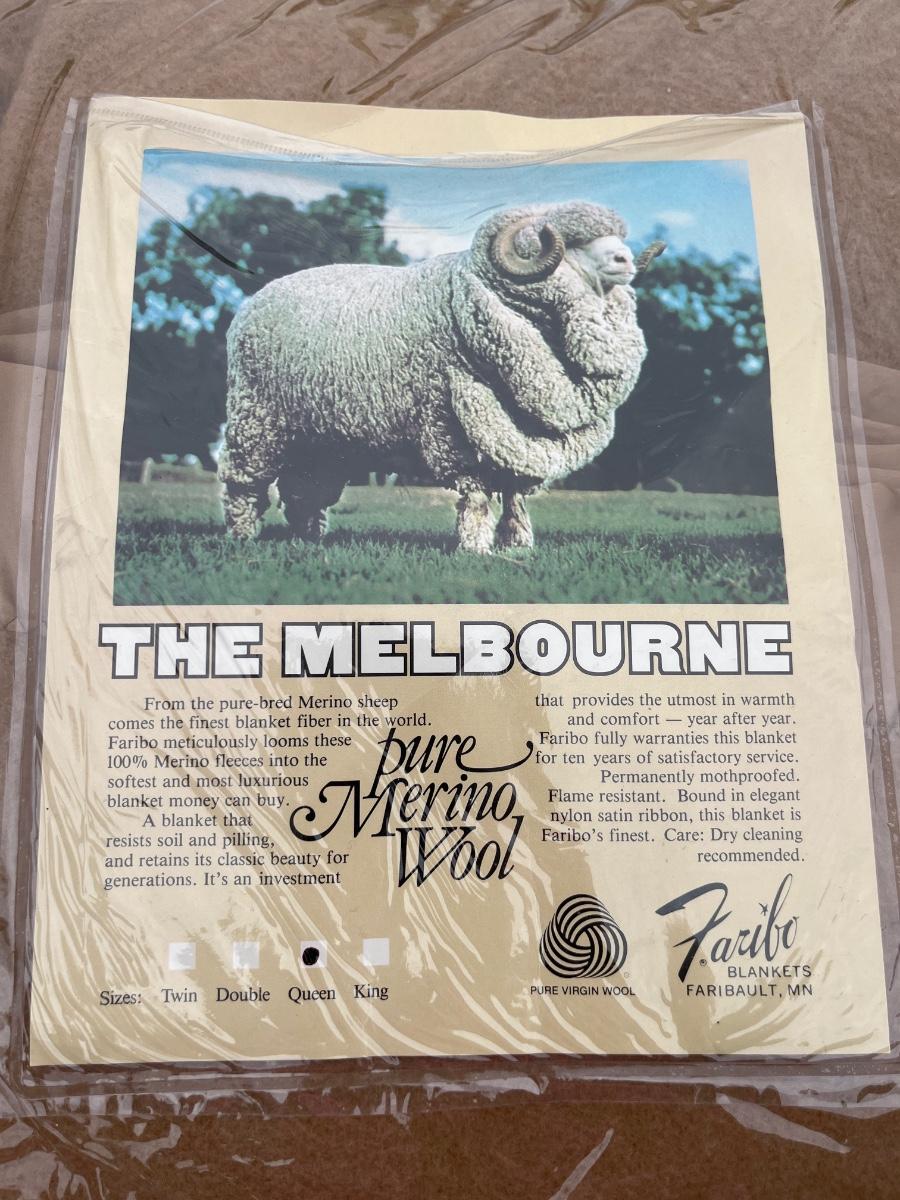 THE MELBOURNE
From the pure-bred Merino sheep
comes the finest blanket fiber in the world.
Faribo meticulously looms these
100% Merino fleeces into the
softest and most luxurious
blanket money can buy.
A blanket that
resists soil and pilling,
and retains its classic beauty for
generations. It's an investment
pure
Merino
Wool
that provides the utmost in warmth
and comfort — year after year.
Faribo fully warranties this blanket
for ten years of satisfactory service.
Permanently mothproofed.
Flame resistant. Bound in elegant
nylon satin ribbon, this blanket is
Faribo's finest. Care: Dry cleaning
recommended.
Sizes: Twin Double Queen King
PURE VIRGIN WOOL
Faribo
®
BLANKETS
FARIBAULT, MN